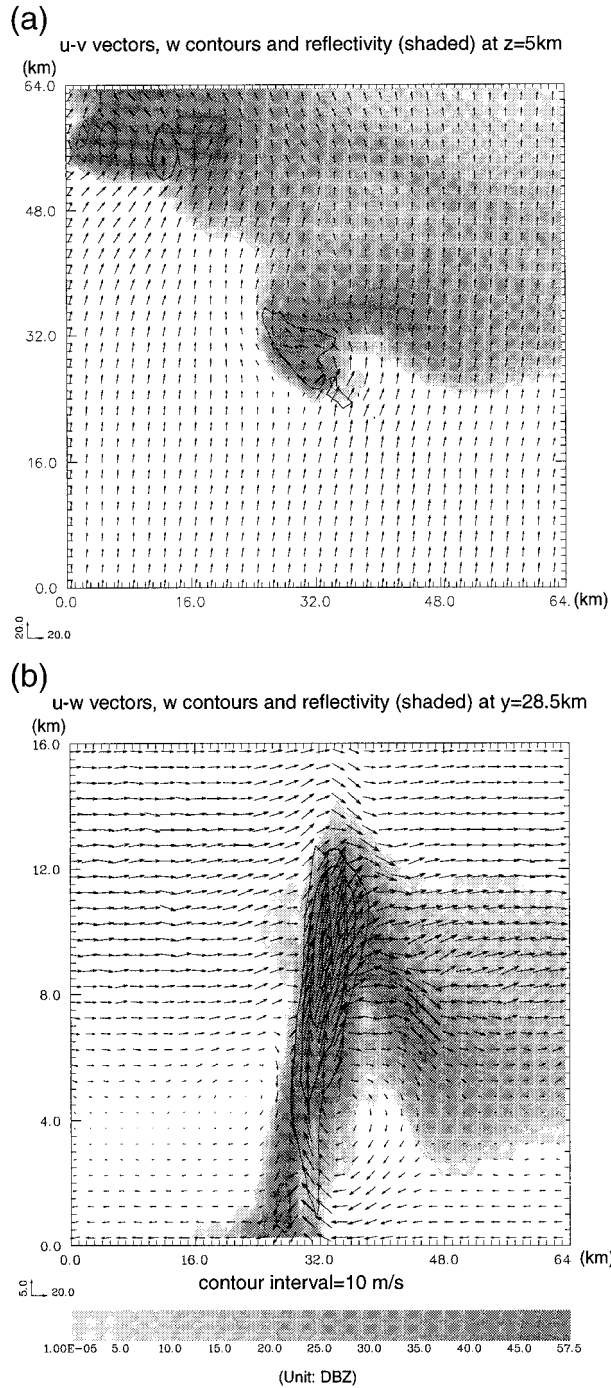 (a)
u-v vectors, w contours and reflectivity (shaded) at z=5km
(km)
64.0
48.0
32.0
16.0
0.0
0.0 16.0 32.0 48.0 64. (km)
20.0
20.0
(b)
u-w vectors, w contours and reflectivity (shaded) at y=28.5km
(km)
16.0
12.0
8.0
4.0
0.0
0.0 16.0 32.0 48.0 64 (km)
5.0
20.0
contour interval=10 m/s
1.00E-05 5.0 10.0 15.0 20.0 25.0 30.0 35.0 40.0 45.0 57.5
(Unit: DBZ)